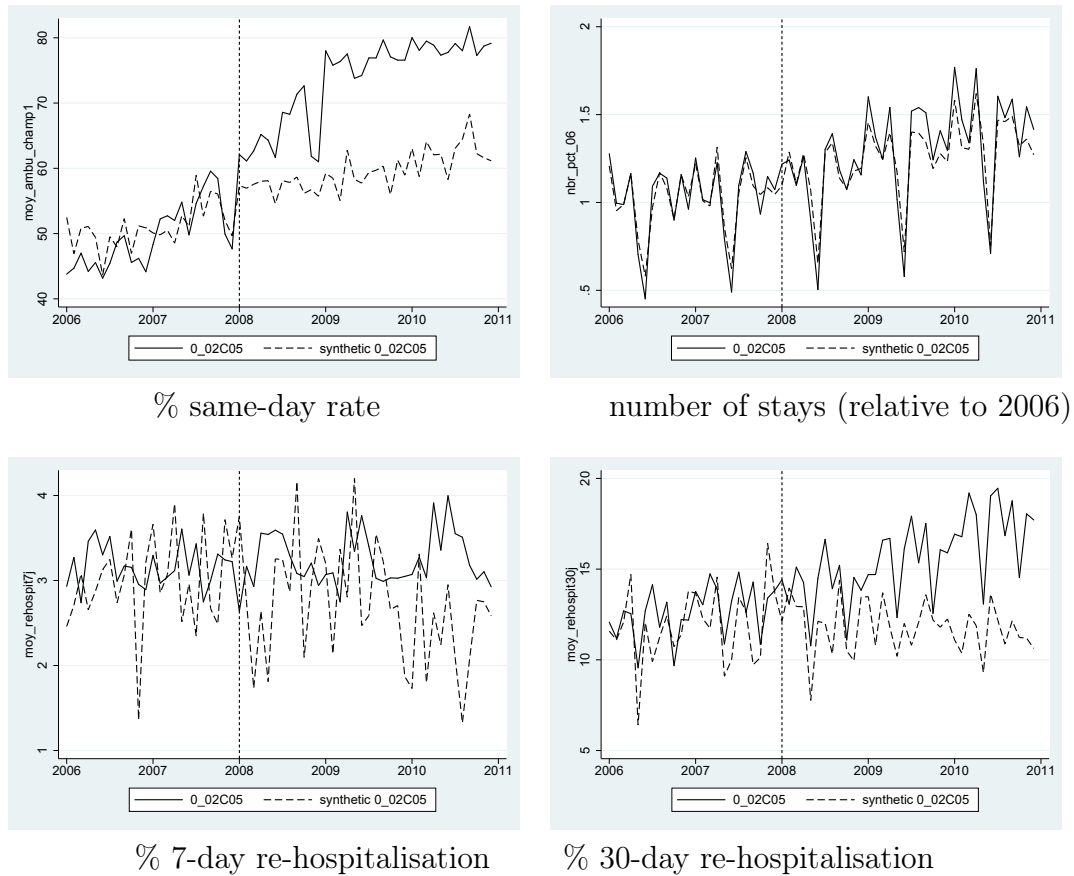 moy_ambu_champ1
80
70
60
50
40
2006 2007 2008 2009 2010 2011
0_02C05 synthetic 0_02C05
% same-day rate
nbr_pct_06
2
1.5
1
.5
2006 2007 2008 2009 2010 2011
0_02C05 synthetic 0_02C05
number of stays (relative to 2006)
moy_rehospit7j
4
3
2
1
2006 2007 2008 2009 2010 2011
0_02C05 synthetic 0_02C05
% 7-day re-hospitalisation
moy_rehospit30j
20
15
10
5
2006 2007 2008 2009 2010 2011
0_02C05 synthetic 0_02C05
% 30-day re-hospitalisation